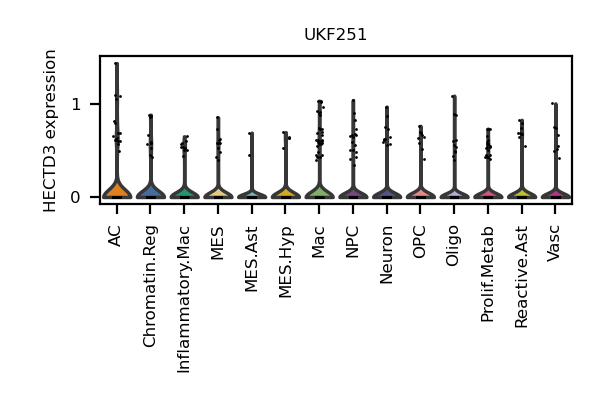 UKF251
HECTD3 expression
1
0
AC
Chromatin.Reg
Inflammatory.Mac
MES
MES.Ast
MES.Hyp
Mac
NPC
Neuron
OPC
Oligo
Prolif.Metab
Reactive.Ast
Vasc